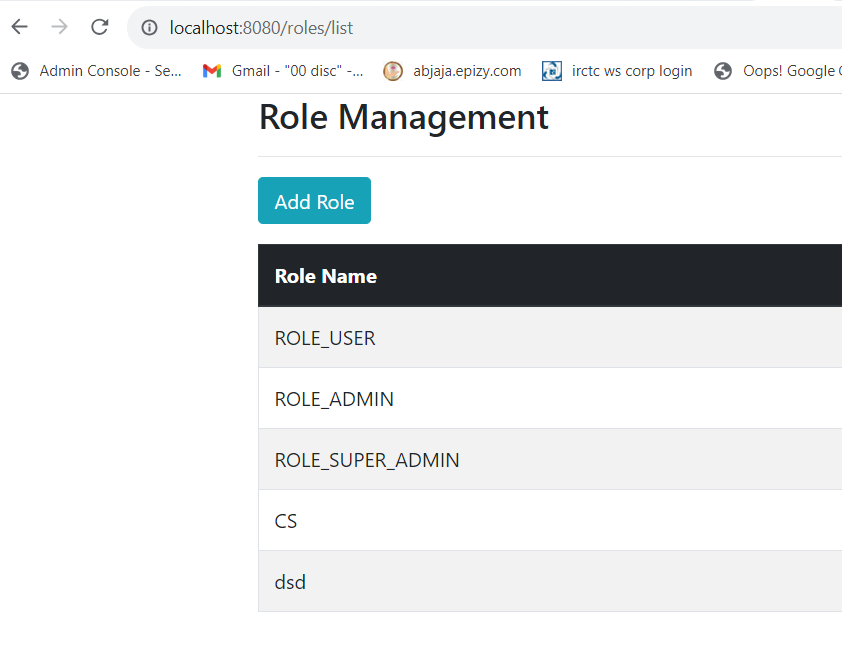 localhost:8080/roles/list
Admin Console - Se... Gmail - "00 disc" -... abjaja.epizy.com irctc ws corp login Oops! Google
Role Management
Add Role
Role Name
ROLE_USER
ROLE_ADMIN
ROLE_SUPER_ADMIN
CS
dsd